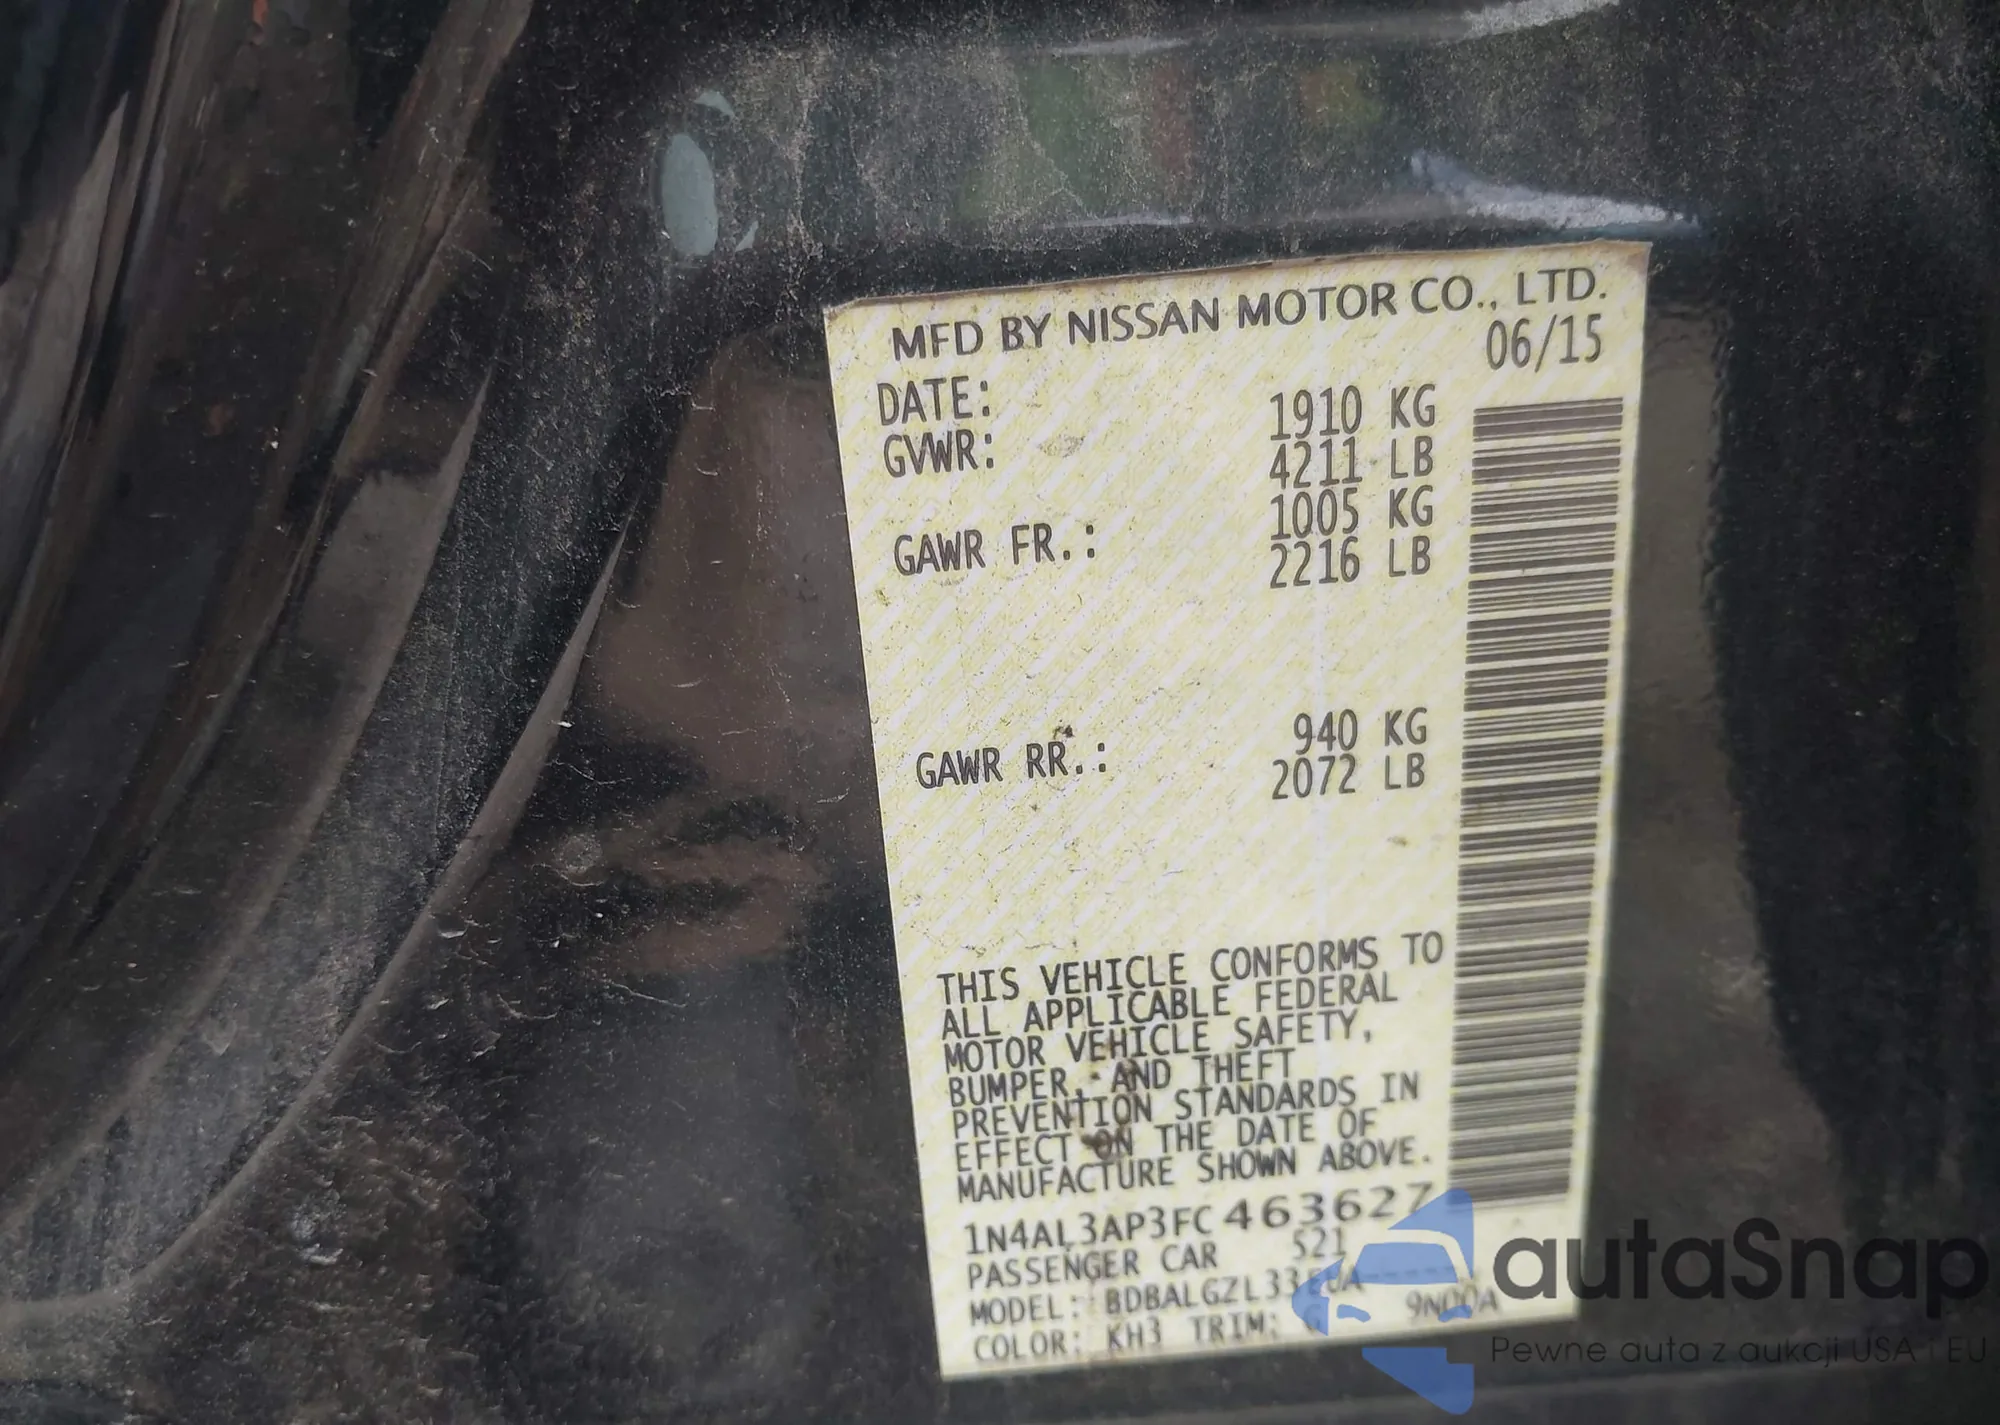 MFD BY NISSAN MOTOR CO., LTD.
DATE: 06/15
GVWR: 1910 KG
4211 LB
GAWR FR.: 1005 KG
2216 LB
GAWR RR.: 940 KG
2072 LB
THIS VEHICLE CONFORMS TO
ALL APPLICABLE FEDERAL
MOTOR VEHICLE SAFETY,
BUMPER, AND THEFT
PREVENTION STANDARDS IN
EFFECT ON THE DATE OF
MANUFACTURE SHOWN ABOVE.
1N4AL3AP3FC463627
PASSENGER CAR 521
MODEL:
COLOR: KH3 TRIM: G 9N00A
autaSnap
Pewne auta z aukcji USA i EU